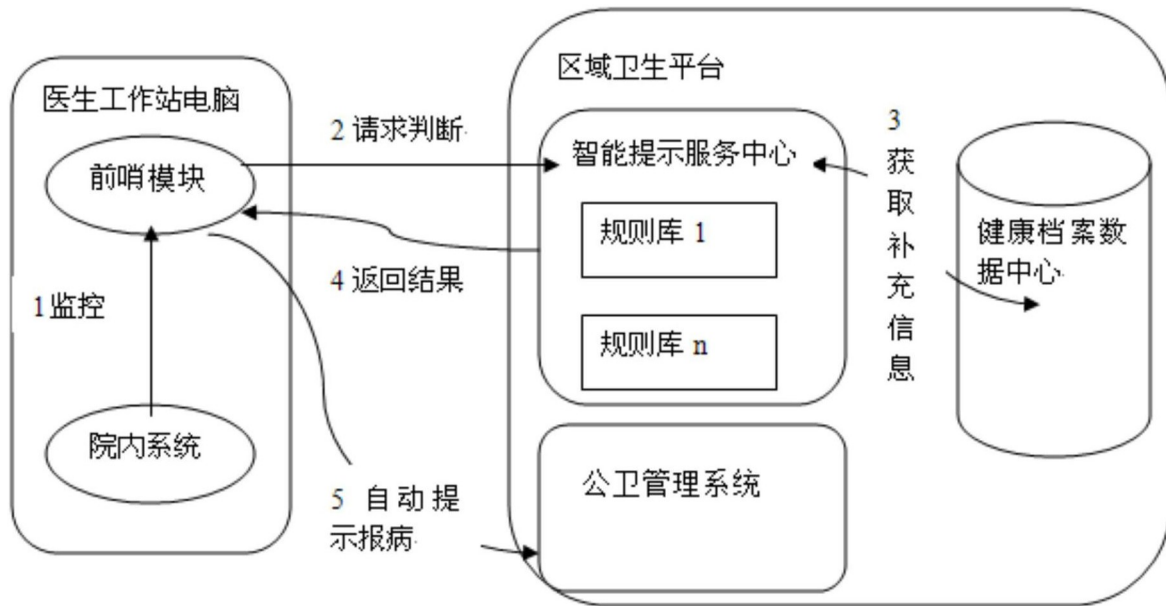 医生工作站电脑
前哨模块
1监控
院内系统
2 请求判断
4 返回结果
5 自动提
示报病
区域卫生平台
智能提示服务中心
规则库 1
规则库 n
公卫管理系统
3
获
取
补
充
信
息
健康档案数
据中心